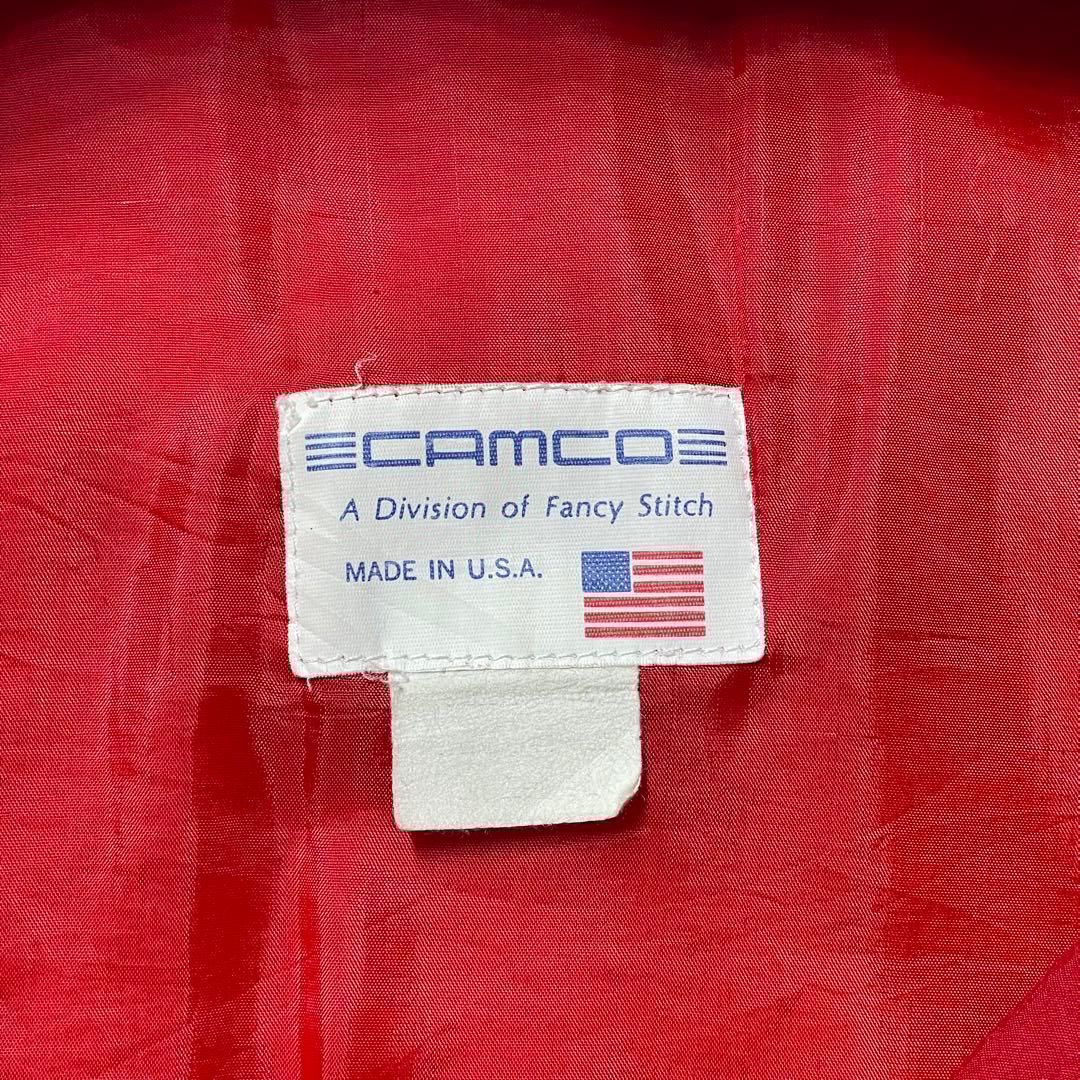 CAMCO
A Division of Fancy Stitch
MADE IN U.S.A.